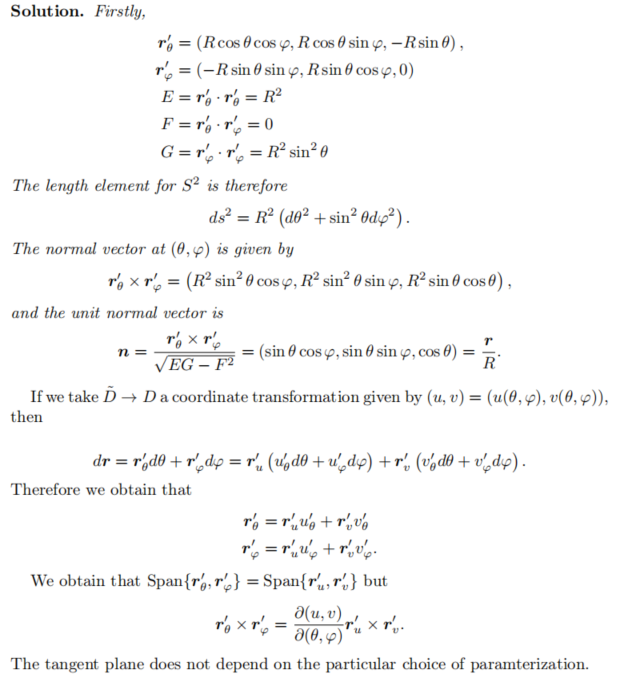 Solution. Firstly,
r′_θ = (R cos θ cos φ, R cos θ sin φ, −R sin θ) ,
r′_φ = (−R sin θ sin φ, R sin θ cos φ, 0)
E = r′_θ · r′_θ = R²
F = r′_θ · r′_φ = 0
G = r′_φ · r′_φ = R² sin² θ
The length element for S² is therefore
ds² = R² (dθ² + sin² θdφ²) .
The normal vector at (θ, φ) is given by
r′_θ × r′_φ = (R² sin² θ cos φ, R² sin² θ sin φ, R² sin θ cos θ) ,
and the unit normal vector is
n = (r′_θ × r′_φ)/√(EG − F²) = (sin θ cos φ, sin θ sin φ, cos θ) = r/R.
If we take D̃ → D a coordinate transformation given by (u, v) = (u(θ, φ), v(θ, φ)),
then
dr = r′_θdθ + r′_φdφ = r′_u (u′_θdθ + u′_φdφ) + r′_v (v′_θdθ + v′_φdφ) .
Therefore we obtain that
r′_θ = r′_u u′_θ + r′_v v′_θ
r′_φ = r′_u u′_φ + r′_v v′_φ.
We obtain that Span{r′_θ, r′_φ} = Span{r′_u, r′_v} but
r′_θ × r′_φ = ∂(u, v)/∂(θ, φ) r′_u × r′_v.
The tangent plane does not depend on the particular choice of paramterization.